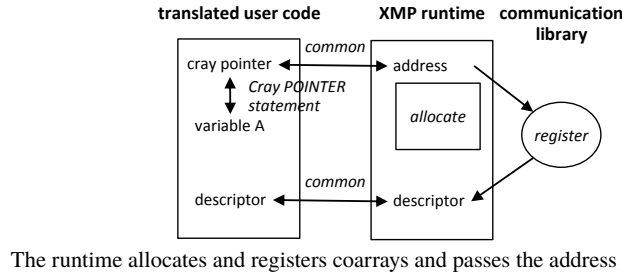 translated user code
XMP runtime
communication
library
common
cray pointer
address
Cray POINTER
statement
allocate
variable A
register
common
descriptor
descriptor
The runtime allocates and registers coarrays and passes the address